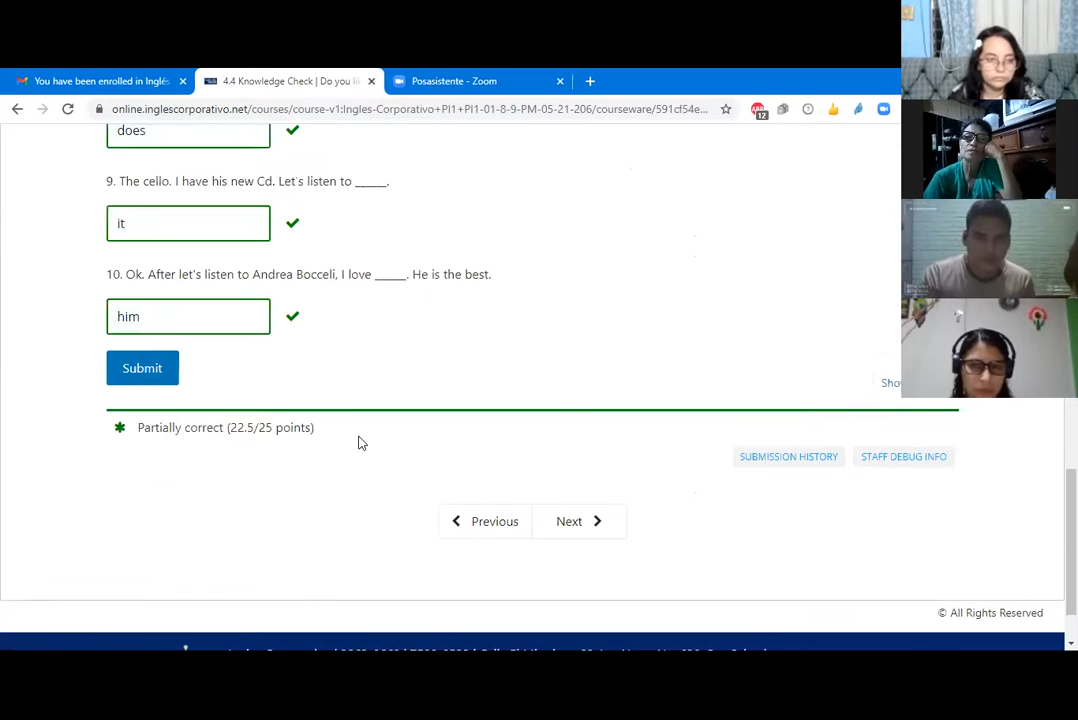 You have been enrolled in Inglé
4.4 Knowledge Check | Do you li
Posasistente - Zoom
online.inglescorporativo.net/courses/course-v1:Ingles-Corporativo+PI1+PI1-01-8-9-PM-05-21-206/courseware/591cf54e...
12
does
9. The cello. I have his new Cd. Let's listen to _____.
it
10. Ok. After let's listen to Andrea Bocceli, I love _____. He is the best.
him
Submit
Sho
Partially correct (22.5/25 points)
SUBMISSION HISTORY
STAFF DEBUG INFO
Previous
Next
© All Rights Reserved